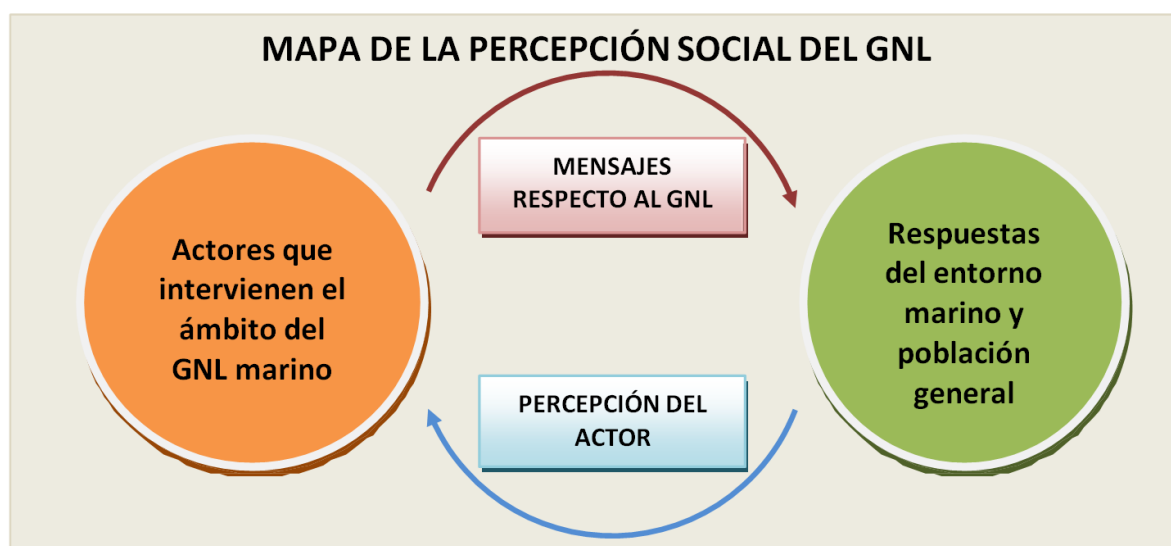 MAPA DE LA PERCEPCIÓN SOCIAL DEL GNL
MENSAJES
RESPECTO AL GNL
Actores que
intervienen el
ámbito del
GNL marino
Respuestas
del entorno
marino y
población
general
PERCEPCIÓN DEL
ACTOR